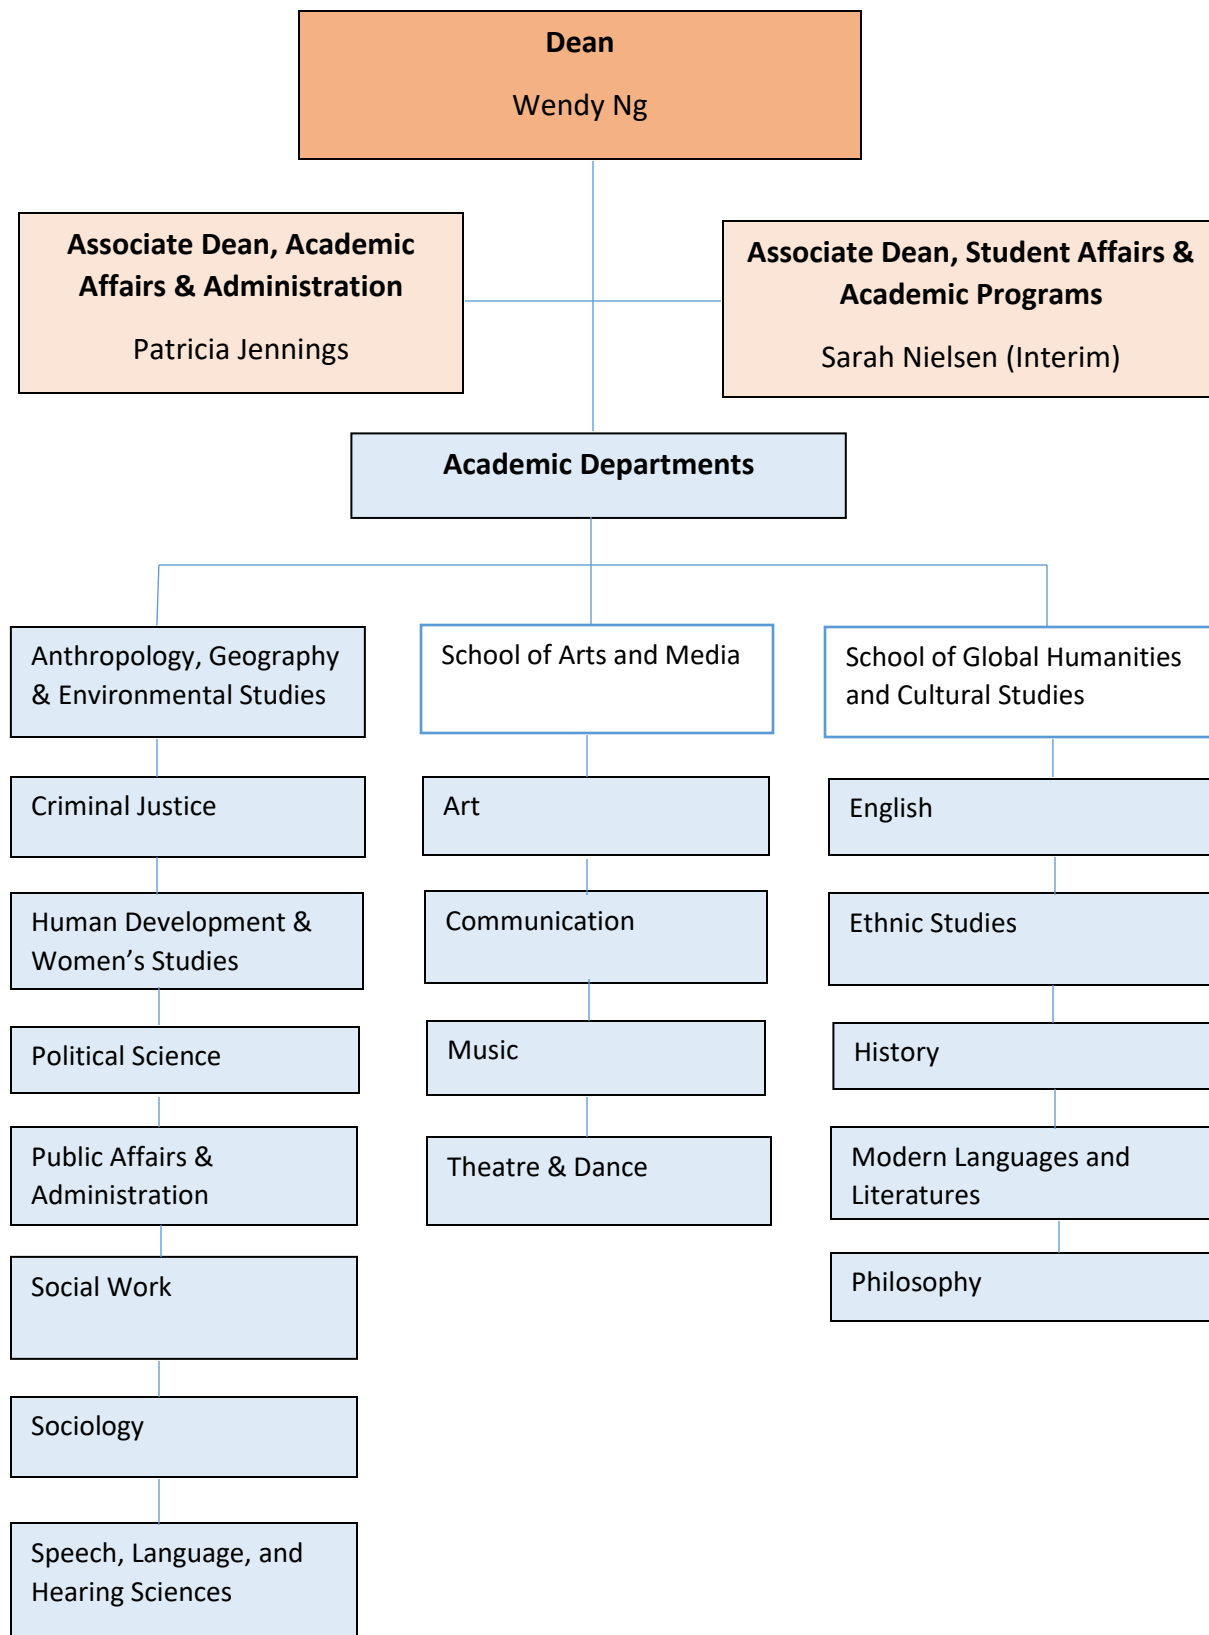 Dean
Wendy Ng
Associate Dean, Academic
Affairs & Administration
Patricia Jennings
Associate Dean, Student Affairs &
Academic Programs
Sarah Nielsen (Interim)
Academic Departments
Anthropology, Geography
& Environmental Studies
Criminal Justice
Human Development &
Women’s Studies
Political Science
Public Affairs &
Administration
Social Work
Sociology
Speech, Language, and
Hearing Sciences
School of Arts and Media
Art
Communication
Music
Theatre & Dance
School of Global Humanities
and Cultural Studies
English
Ethnic Studies
History
Modern Languages and
Literatures
Philosophy